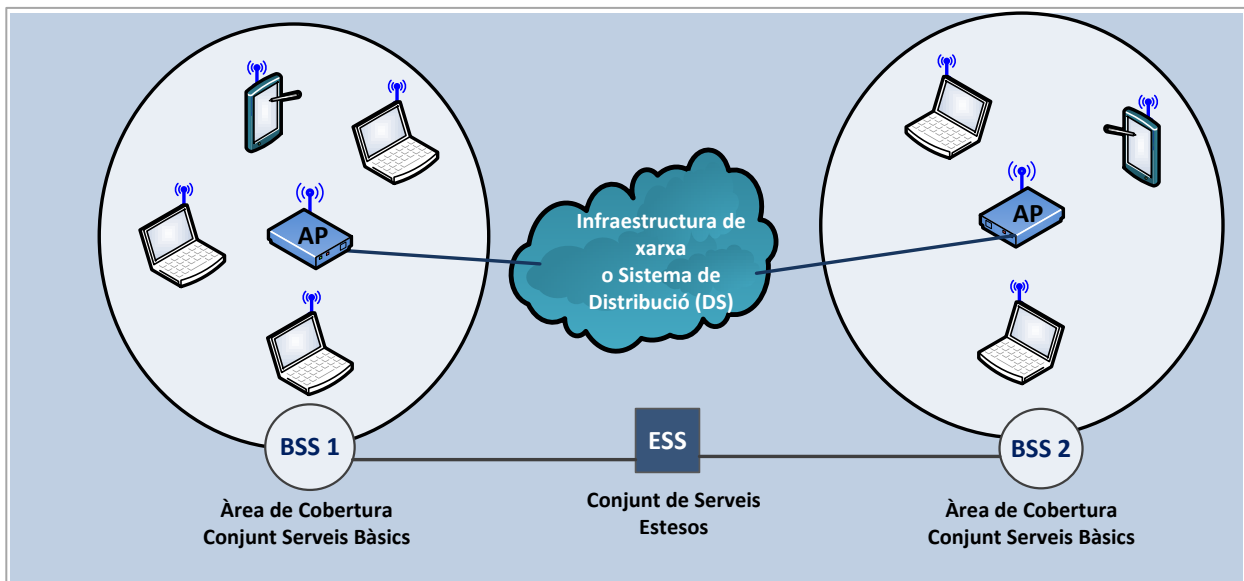 AP
Infraestructura de
xarxa
o Sistema de
Distribució (DS)
AP
BSS 1
ESS
BSS 2
Àrea de Cobertura
Conjunt Serveis Bàsics
Conjunt de Serveis
Estesos
Àrea de Cobertura
Conjunt Serveis Bàsics